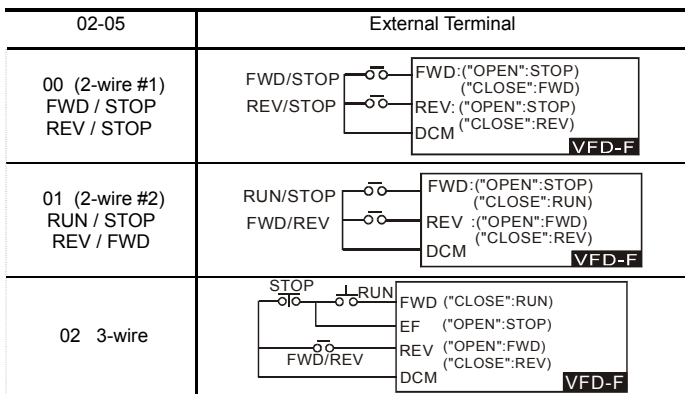 02-05 External Terminal
00 (2-wire #1)
FWD / STOP
REV / STOP
FWD/STOP
REV/STOP
FWD:("OPEN":STOP)
("CLOSE":FWD)
REV:("OPEN":STOP)
("CLOSE":REV)
DCM
VFD-F
01 (2-wire #2)
RUN / STOP
REV / FWD
RUN/STOP
FWD/REV
FWD:("OPEN":STOP)
("CLOSE":RUN)
REV :("OPEN":FWD)
("CLOSE":REV)
DCM
VFD-F
02 3-wire
STOP
RUN
FWD/REV
FWD ("CLOSE":RUN)
EF ("OPEN":STOP)
REV ("OPEN":FWD)
("CLOSE":REV)
DCM
VFD-F